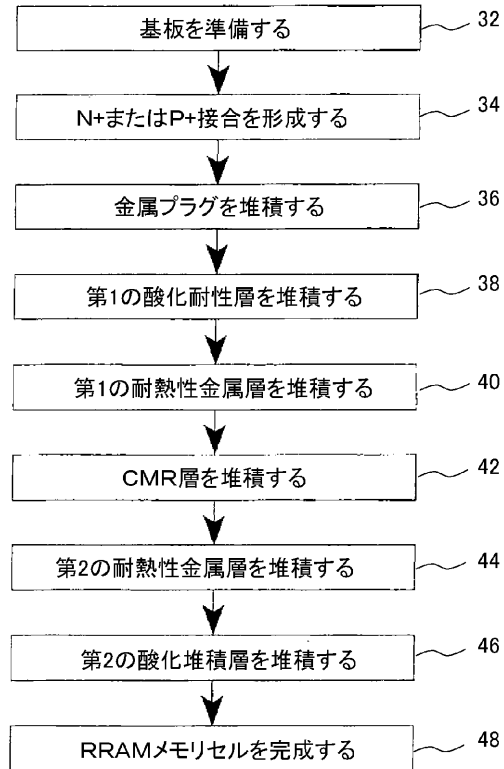 基板を準備する 32
N+またはP+接合を形成する 34
金属プラグを堆積する 36
第1の酸化耐性層を堆積する 38
第1の耐熱性金属層を堆積する 40
CMR層を堆積する 42
第2の耐熱性金属層を堆積する 44
第2の酸化堆積層を堆積する 46
RRAMメモリセルを完成する 48